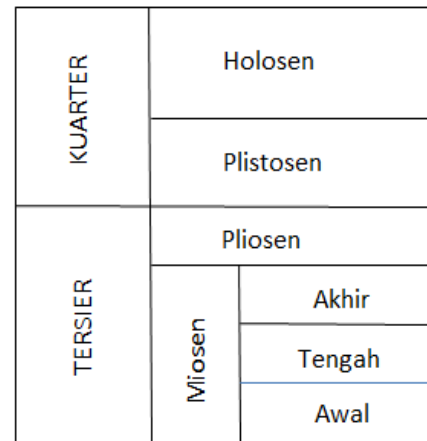 KUARTER
Holosen
Plistosen
TERSIER
Pliosen
Miosen
Akhir
Tengah
Awal